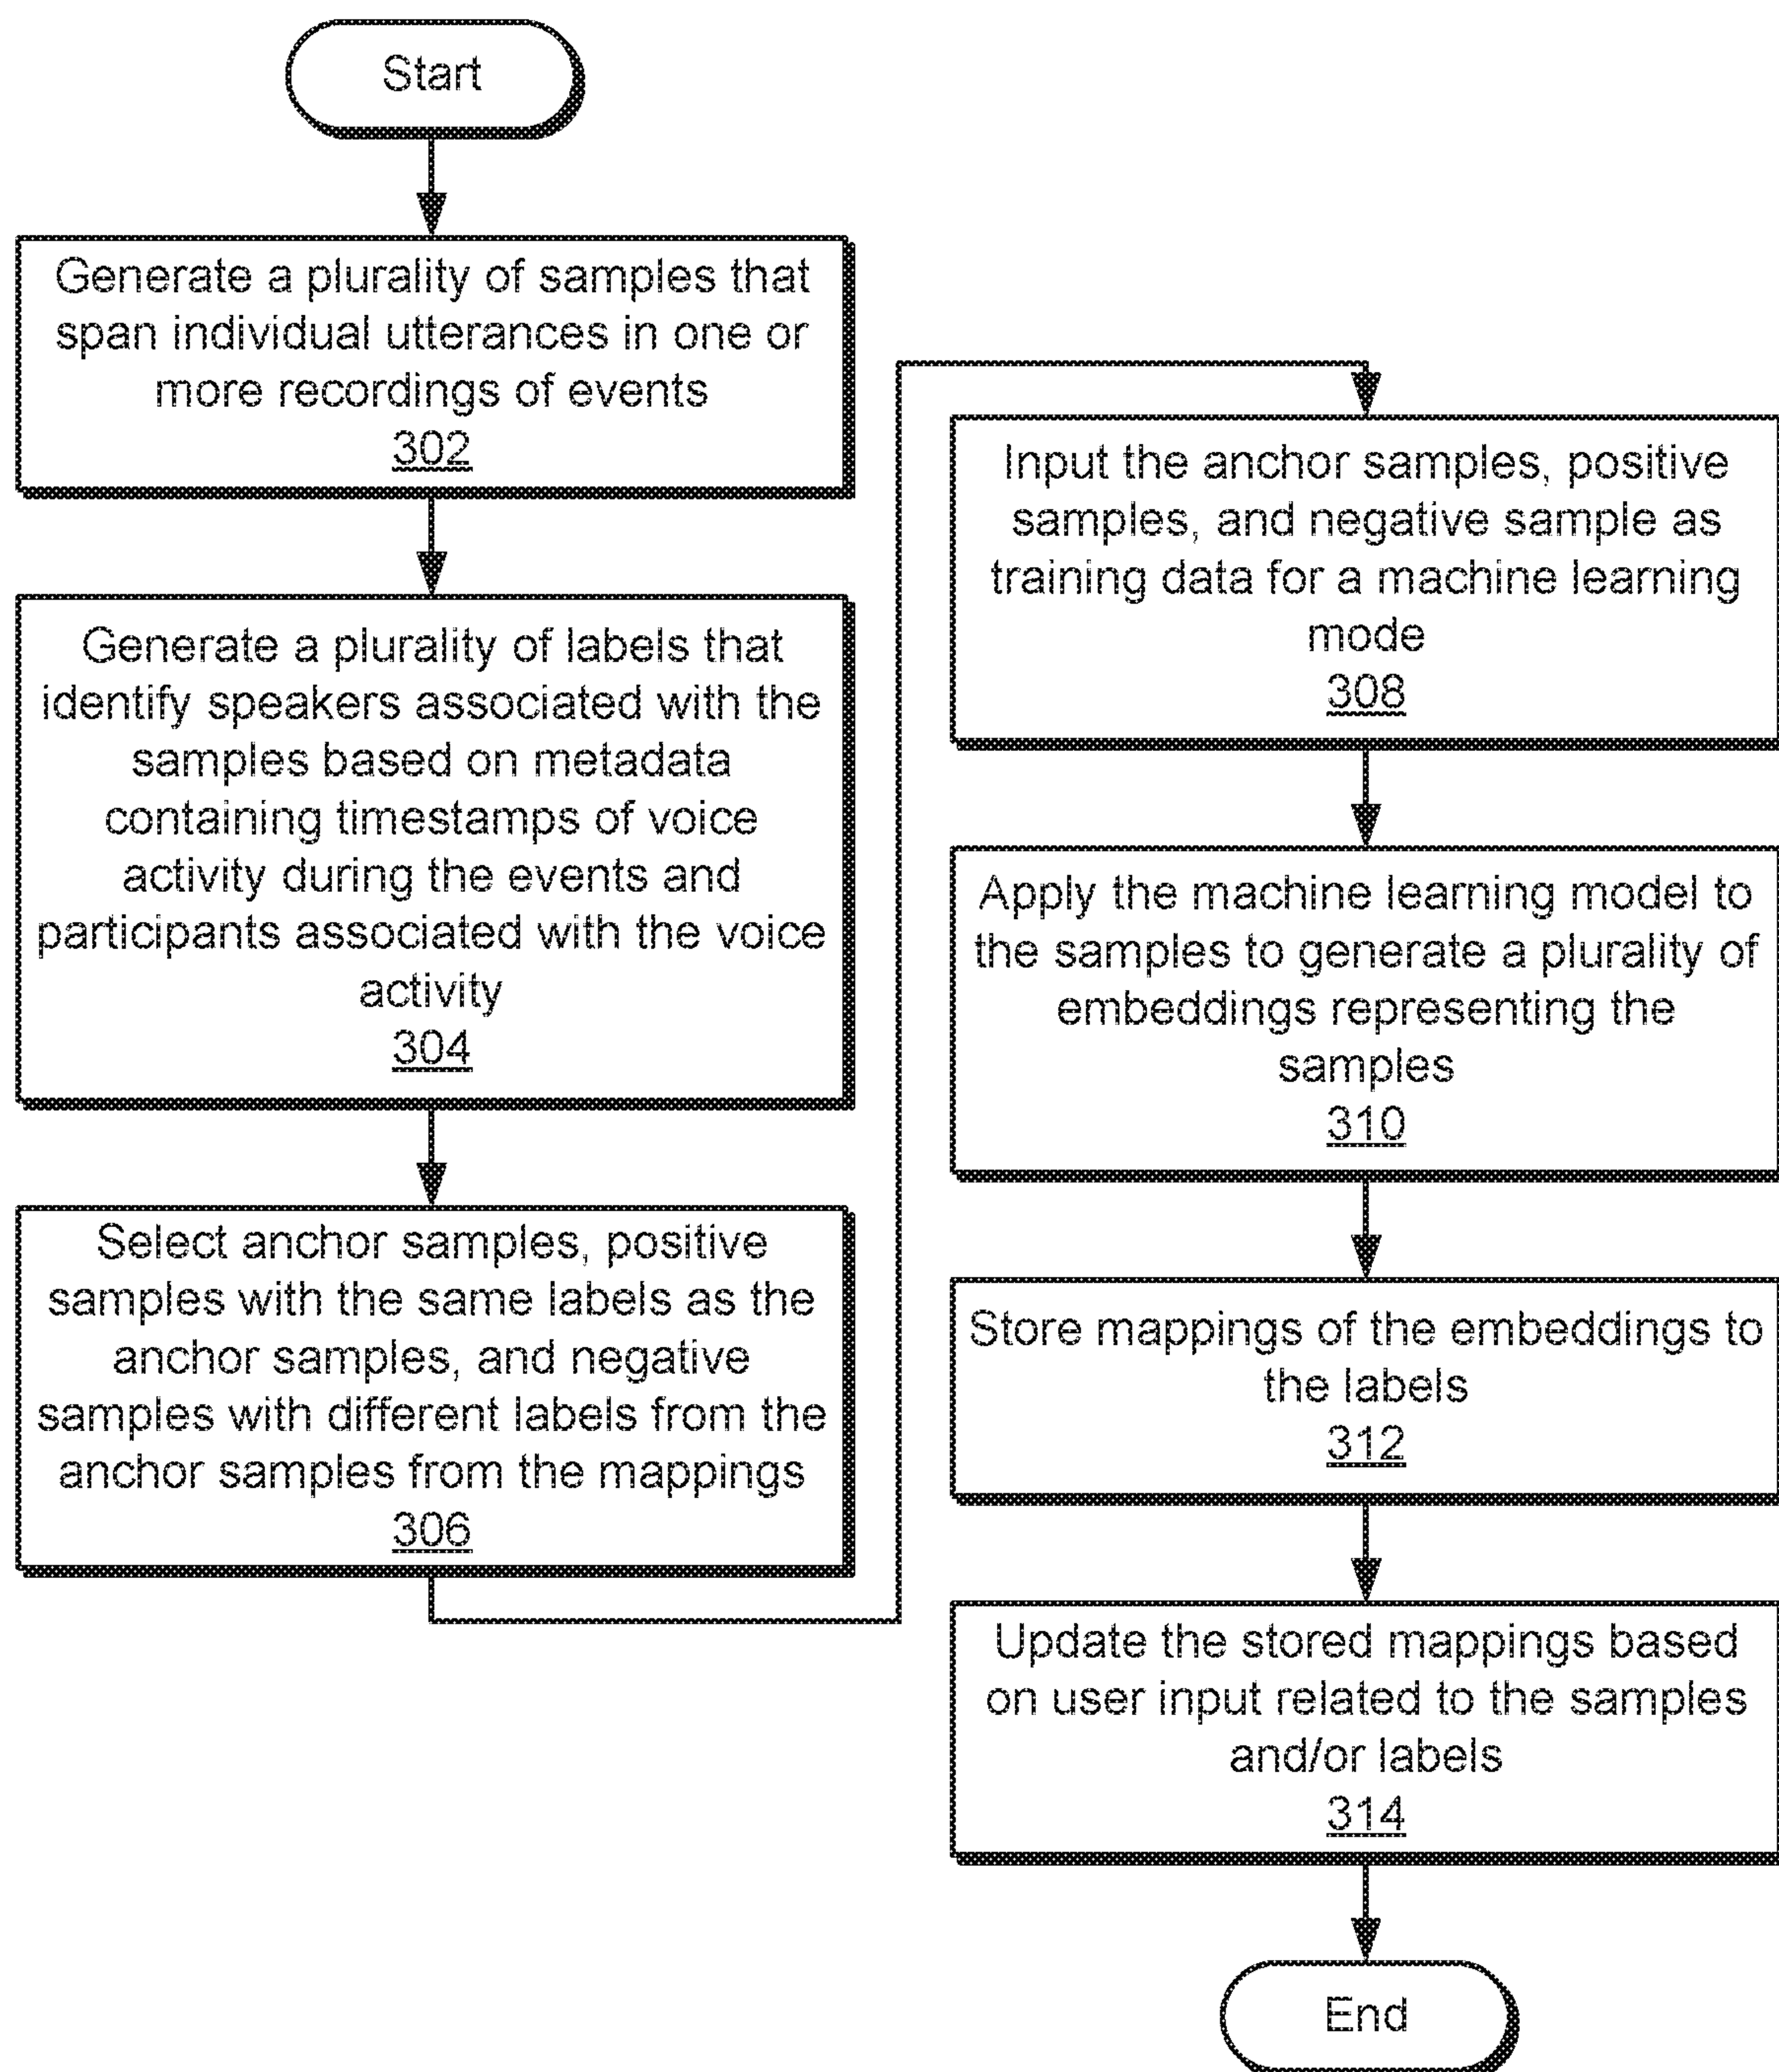 Start
Generate a plurality of samples that
span individual utterances in one or
more recordings of events
302
Generate a plurality of labels that
identify speakers associated with the
samples based on metadata
containing timestamps of voice
activity during the events and
participants associated with the voice
activity
304
Select anchor samples, positive
samples with the same labels as the
anchor samples, and negative
samples with different labels from the
anchor samples from the mappings
306
Input the anchor samples, positive
samples, and negative sample as
training data for a machine learning
mode
308
Apply the machine learning model to
the samples to generate a plurality of
embeddings representing the
samples
310
Store mappings of the embeddings to
the labels
312
Update the stored mappings based
on user input related to the samples
and/or labels
314
End